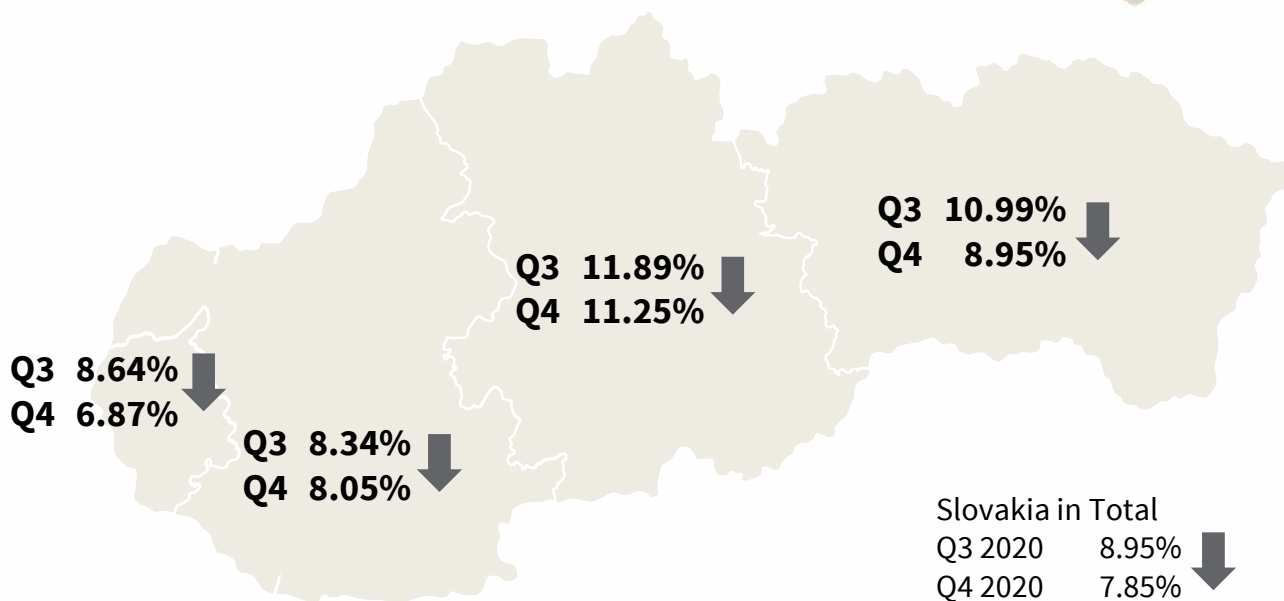 Q3 10.99%
Q4 8.95%
Q3 11.89%
Q4 11.25%
Q3 8.64%
Q4 6.87%
Q3 8.34%
Q4 8.05%
Slovakia in Total
Q3 2020 8.95%
Q4 2020 7.85%